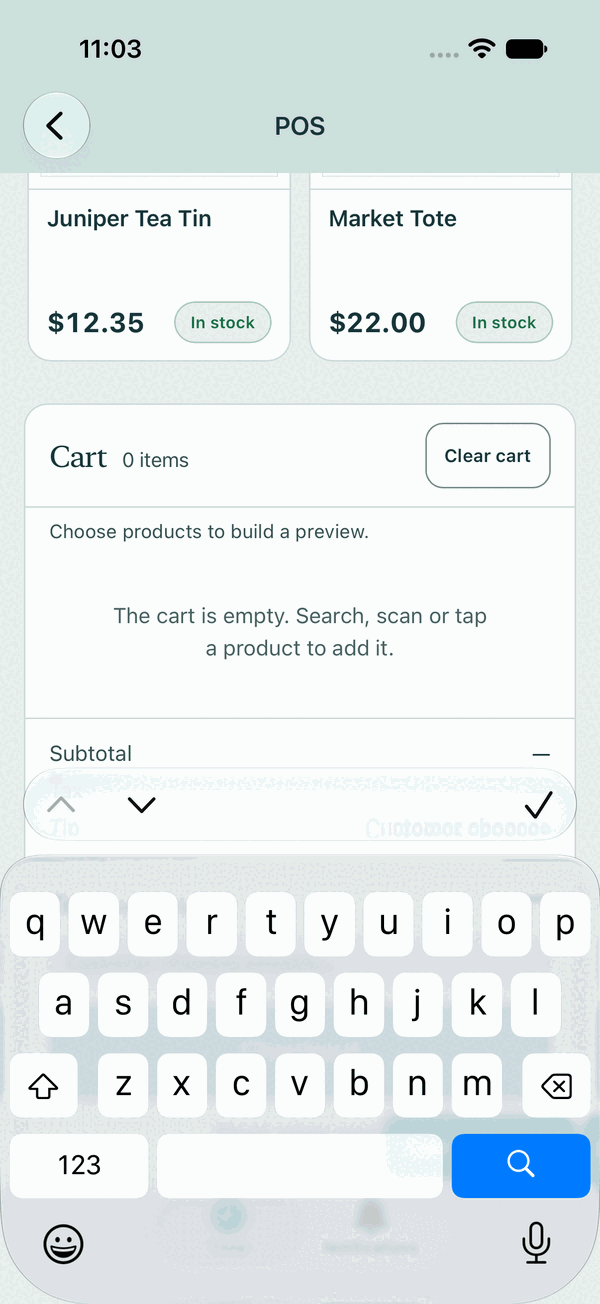 11:03
POS
Juniper Tea Tin
Market Tote
$12.35
In stock
$22.00
In stock
Cart 0 items
Clear cart
Choose products to build a preview.
The cart is empty. Search, scan or tap
a product to add it.
Subtotal —
Tip
q w e r t y u i o p
a s d f g h j k l
z x c v b n m
123